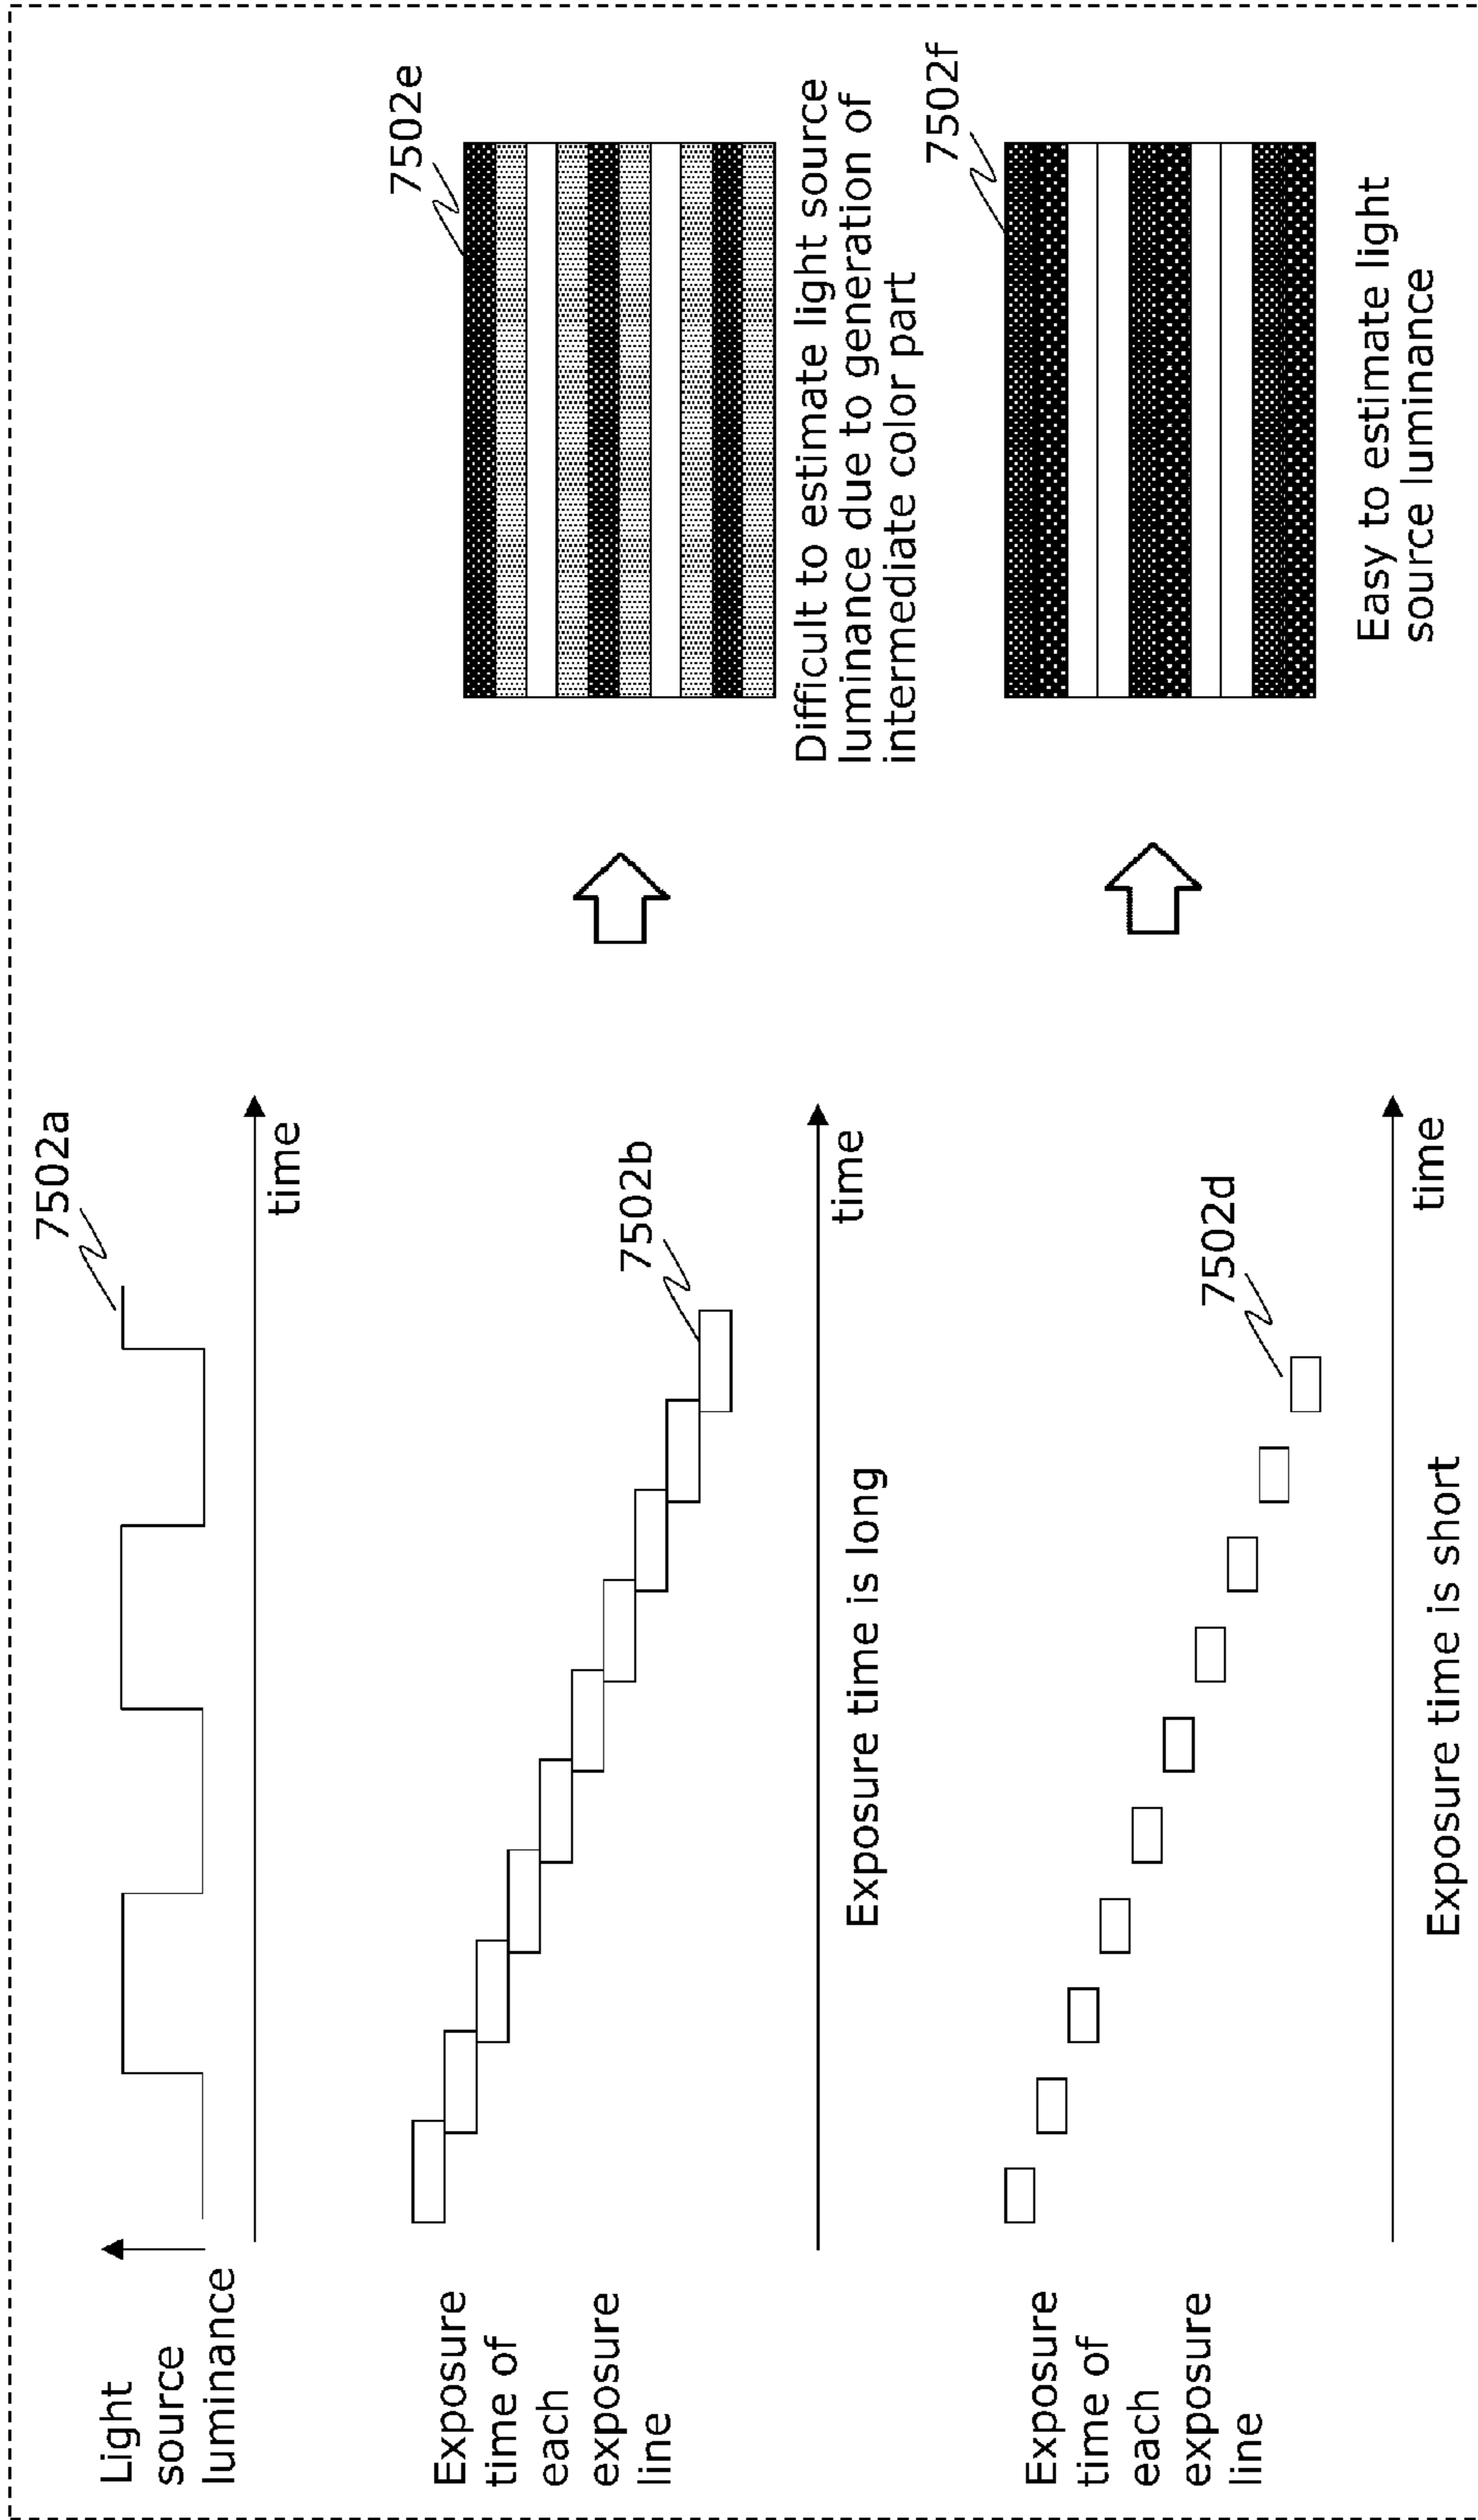 7502a
Light
source
luminance
time
Exposure
time of
each
exposure
line
7502b
time
Exposure time is long
7502e
Difficult to estimate light source
luminance due to generation of
intermediate color part
Exposure
time of
each
exposure
line
7502d
time
Exposure time is short
7502f
Easy to estimate light
source luminance